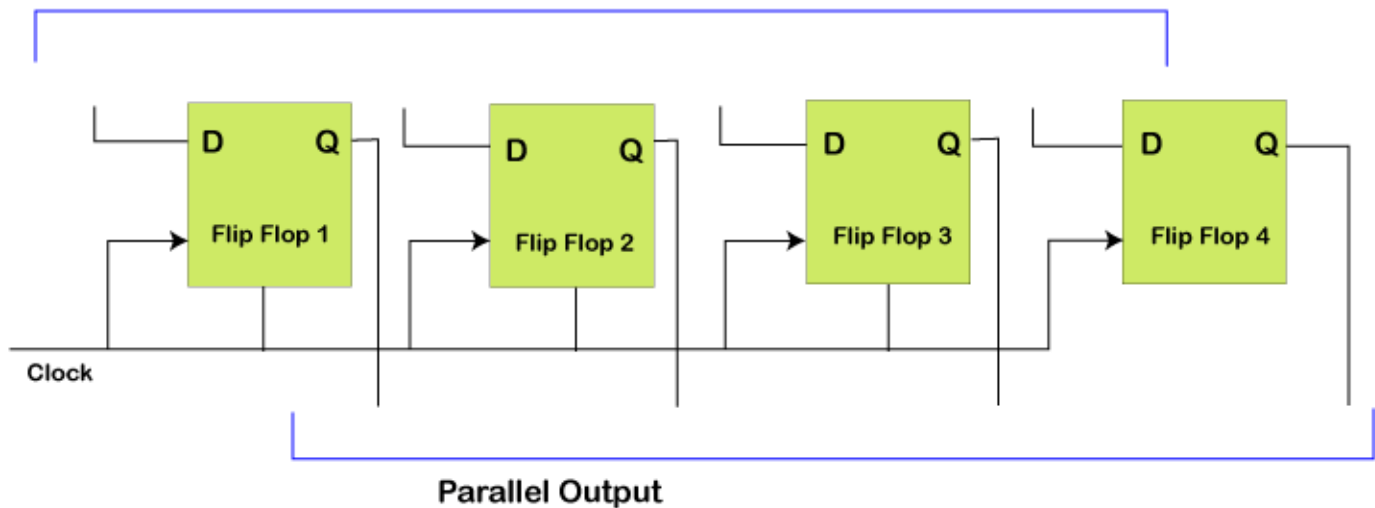 D Q D Q D Q D Q
Flip Flop 1 Flip Flop 2 Flip Flop 3 Flip Flop 4
Clock
Parallel Output